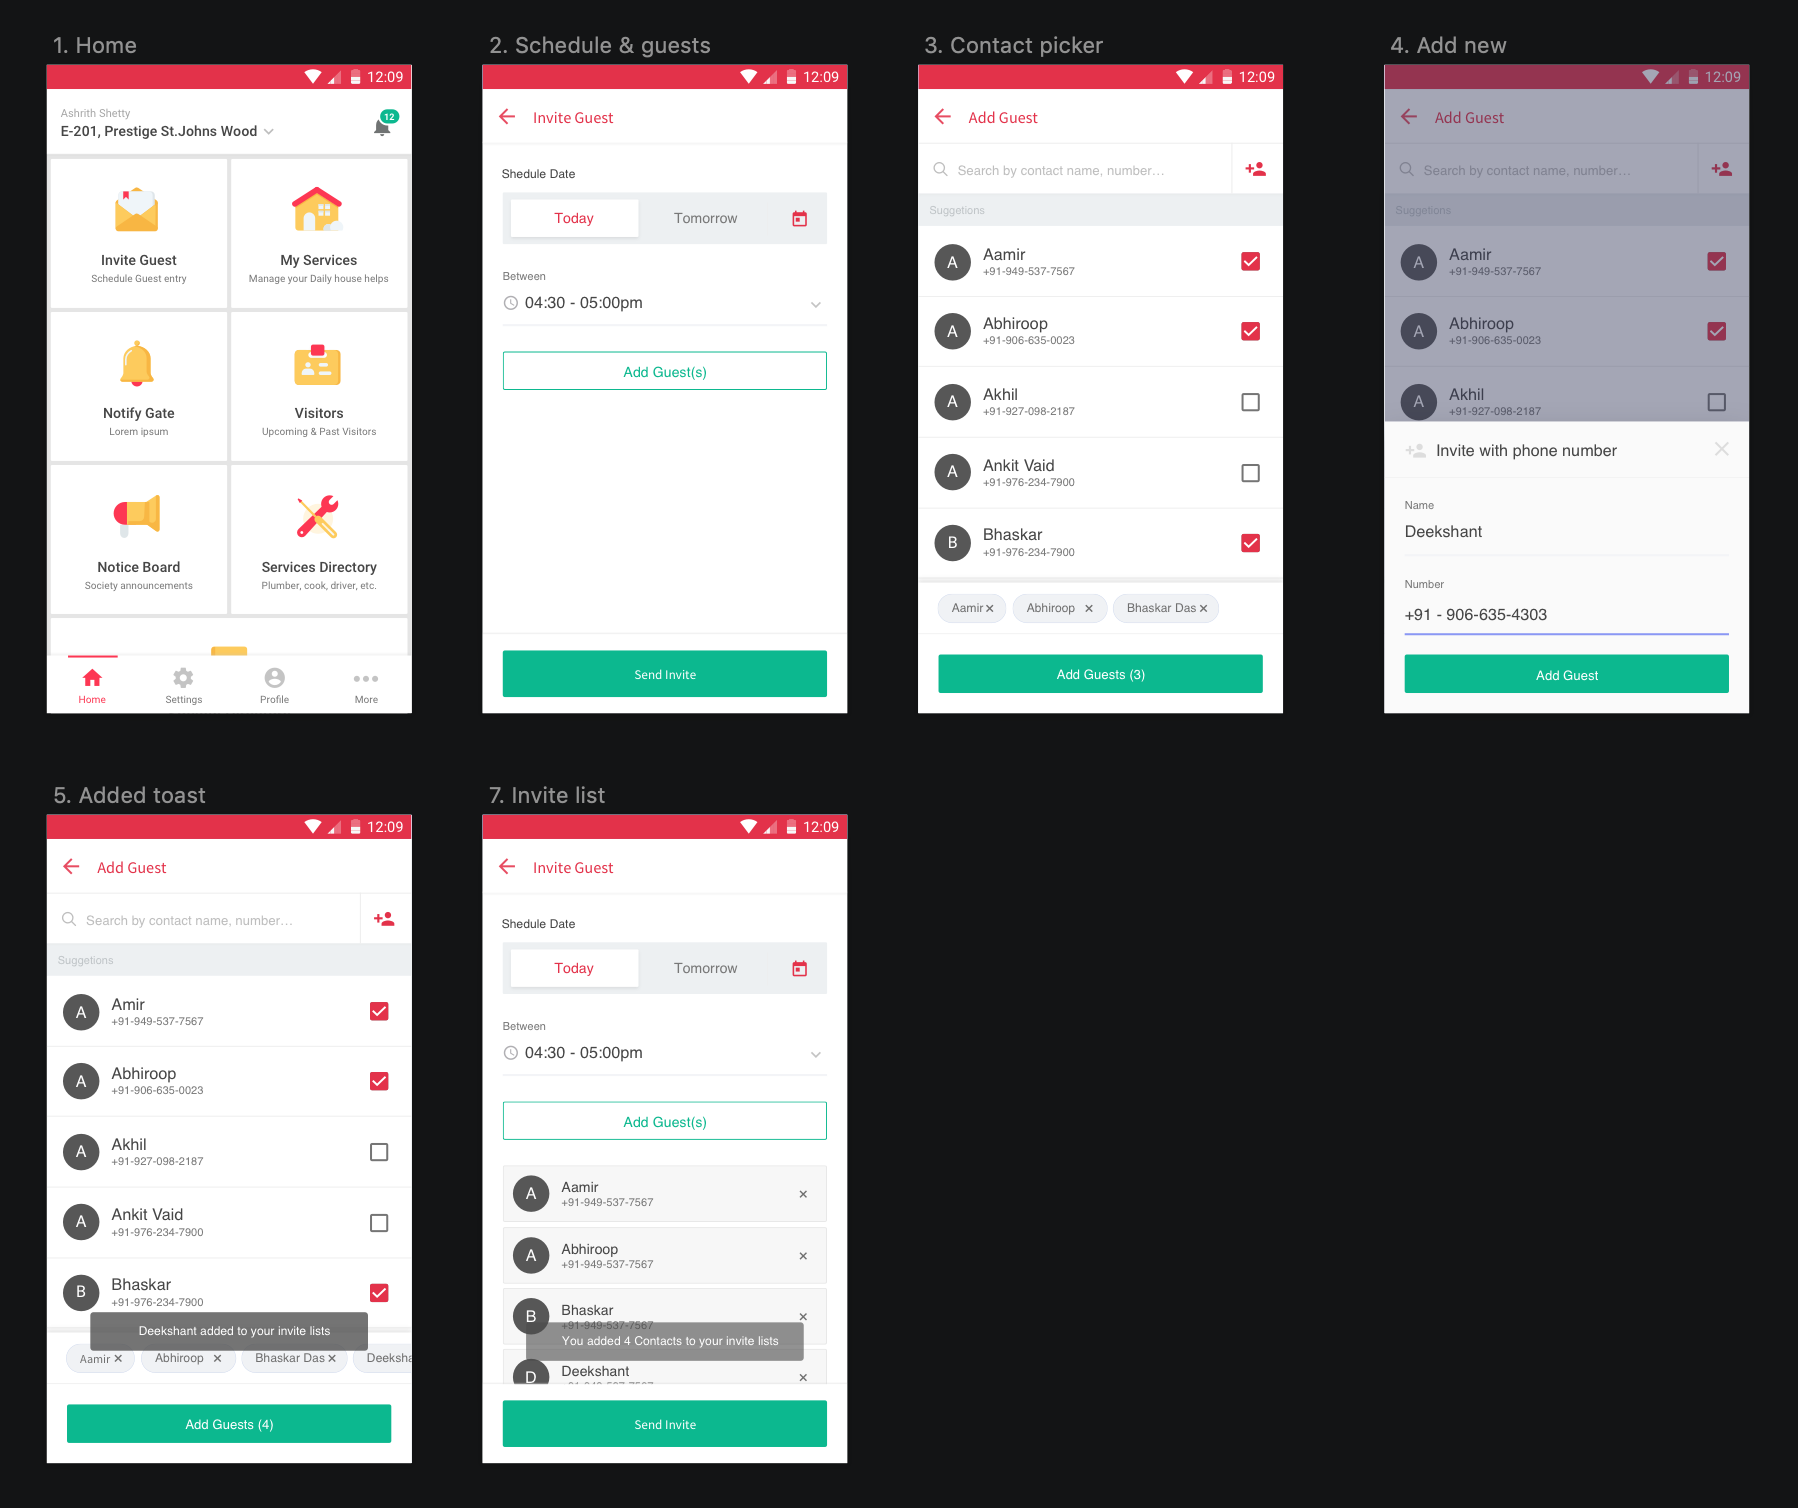 1. Home
12:09
Ashrith Shetty
E-201, Prestige St.Johns Wood
12
Invite Guest
Schedule Guest entry
My Services
Manage your Daily house helps
Notify Gate
Lorem ipsum
Visitors
Upcoming & Past Visitors
Notice Board
Society announcements
Services Directory
Plumber, cook, driver, etc.
Home
Settings
Profile
More
2. Schedule & guests
12:09
Invite Guest
Shedule Date
Today
Tomorrow
Between
04:30 - 05:00pm
Add Guest(s)
Send Invite
3. Contact picker
12:09
Add Guest
Search by contact name, number...
Suggetions
A
Aamir
+91-949-537-7567
A
Abhiroop
+91-906-635-0023
A
Akhil
+91-927-098-2187
A
Ankit Vaid
+91-976-234-7900
B
Bhaskar
+91-976-234-7900
Aamir
Abhiroop
Bhaskar Das
Add Guests (3)
4. Add new
12:09
Add Guest
Search by contact name, number...
Suggetions
A
Aamir
+91-949-537-7567
A
Abhiroop
+91-906-635-0023
A
Akhil
+91-927-098-2187
Invite with phone number
Name
Deekshant
Number
+91 - 906-635-4303
Add Guest
5. Added toast
12:09
Add Guest
Search by contact name, number...
Suggetions
A
Amir
+91-949-537-7567
A
Abhiroop
+91-906-635-0023
A
Akhil
+91-927-098-2187
A
Ankit Vaid
+91-976-234-7900
B
Bhaskar
+91-976-234-7900
Deekshant added to your invite lists
Aamir
Abhiroop
Bhaskar Das
Deeksha
Add Guests (4)
7. Invite list
12:09
Invite Guest
Shedule Date
Today
Tomorrow
Between
04:30 - 05:00pm
Add Guest(s)
A
Aamir
+91-949-537-7567
A
Abhiroop
+91-949-537-7567
B
Bhaskar
+91-949-537-7567
You added 4 Contacts to your invite lists
D
Deekshant
Send Invite